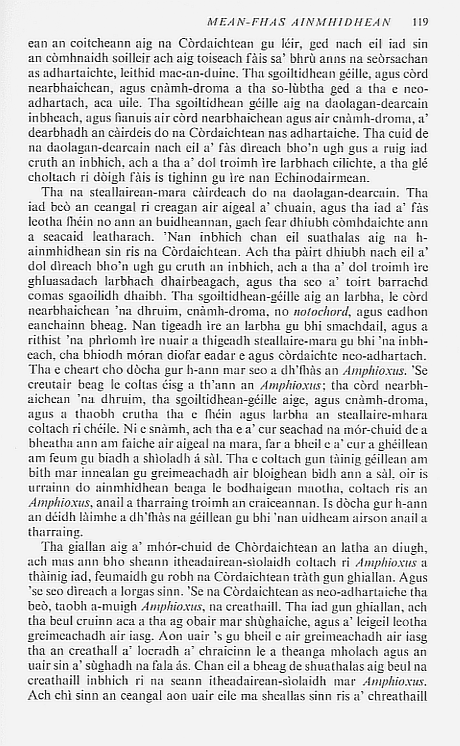 MEAN-FHAS AINMHIDHEAN 119
ean an coitcheann aig na Còrdaichtean gu léir, ged nach eil iad sin
an còmhnaidh soilleir ach aig toiseach fàis sa' bhrù anns na seòrsachan
as adhartaichte, leithid mac-an-duine. Tha sgoiltidhean géille, agus còrd
nearbhaichean, agus cnàmh-droma a tha so-lùbtha ged a tha e neo-
adhartach, aca uile. Tha sgoiltidhean géille aig na daolagan-dearcain
inbheach, agus fianuis air còrd nearbhaichean agus air cnàmh-droma, a'
dearbhadh an càirdeis do na Còrdaichtean nas adhartaiche. Tha cuid de
na daolagan-dearcain nach eil a' fàs dìreach bho'n ugh gus a ruig iad
cruth an inbhich, ach a tha a' dol troimh ìre larbhach cilichte, a tha glé
choltach ri dòigh fàis is tighinn gu ìre nan Echinodairmean.
Tha na steallairean-mara càirdeach do na daolagan-dearcain. Tha
iad beò an ceangal ri creagan air aigeal a' chuain, agus tha iad a' fàs
leotha fhéin no ann an buidheannan, gach fear dhiubh còmhdaichte ann
a seacaid leatharach. 'Nan inbhich chan eil suathalas aig na h-
ainmhidhean sin ris na Còrdaichtean. Ach tha pàirt dhiubh nach eil a'
dol dìreach bho'n ugh gu cruth an inbhich, ach a tha a' dol troimh ìre
ghluasadach larbhach dhairbeagach, agus tha seo a' toirt barrachd
comas sgaoilidh dhaibh. Tha sgoiltidhean-géille aig an larbha, le còrd
nearbhaichean 'na dhruim, cnàmh-droma, no notochord, agus eadhon
eanchainn bheag. Nan tigeadh ìre an larbha gu bhi smachdail, agus a
rithist 'na phrìomh ìre nuair a thigeadh steallaire-mara gu bhi 'na inbh-
each, cha bhiodh móran diofar eadar e agus còrdaichte neo-adhartach.
Tha e cheart cho dòcha gur h-ann mar seo a dh'fhàs an Amphioxus. 'Se
creutair beag le coltas éisg a th'ann an Amphioxus; tha còrd nearbh-
aichean 'na dhruim, tha sgoiltidhean-géille aige, agus cnàmh-droma,
agus a thaobh crutha tha e fhéin agus larbha an steallaire-mhara
coltach ri chéile. Ni e snàmh, ach tha e a' cur seachad na mór-chuid de a
bheatha ann am faiche air aigeal na mara, far a bheil e a' cur a ghéillean
am feum gu biadh a shìoladh á sàl. Tha e coltach gun tàinig géillean am
bith mar innealan gu greimeachadh air bloighean bìdh ann a sàl, oir is
urrainn do ainmhidhean beaga le bodhaigean maotha, coltach ris an
Amphioxus, anail a tharraing troimh an craiceannan. Is dòcha gur h-ann
an déidh làimhe a dh'fhàs na géillean gu bhi 'nan uidheam airson anail a
tharraing.
Tha giallan aig a' mhór-chuid de Chòrdaichtean an latha an diugh,
ach mas ann bho sheann itheadairean-sìolaidh coltach ri Amphioxus a
thàinig iad, feumaidh gu robh na Còrdaichtean tràth gun ghiallan. Agus
'se seo dìreach a lorgas sinn. 'Se na Còrdaichtean as neo-adhartaiche tha
beò, taobh a-muigh Amphioxus, na creathaill. Tha iad gun ghiallan, ach
tha beul cruinn aca a tha ag obair mar shùghaiche, agus a' leigeil leotha
greimeachadh air iasg. Aon uair 's gu bheil e air greimeachadh air iasg
tha an creathall a' locradh a' chraicinn le a theanga mholach agus an
uair sin a' sùghadh na fala ás. Chan eil a bheag de shuathalas aig beul na
creathaill inbhich ri na seann itheadairean-sìolaidh mar Amphioxus.
Ach chì sinn an ceangal aon uair eile ma sheallas sinn ris a' chreathaill